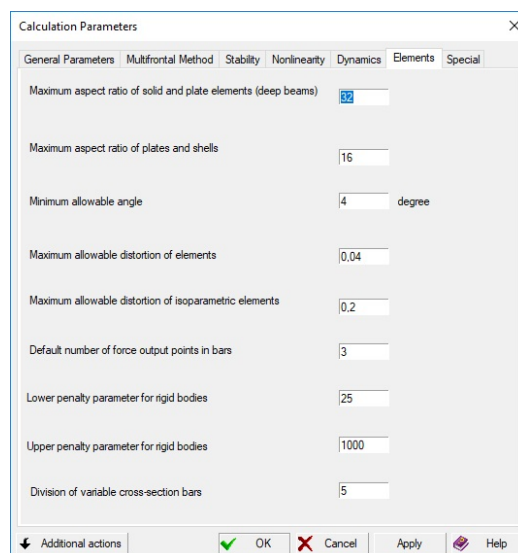 Calculation Parameters
General Parameters Multifrontal Method Stability Nonlinearity Dynamics Elements Special
Maximum aspect ratio of solid and plate elements (deep beams) 32
Maximum aspect ratio of plates and shells 16
Minimum allowable angle 4 degree
Maximum allowable distortion of elements 0,04
Maximum allowable distortion of isoparametric elements 0,2
Default number of force output points in bars 3
Lower penalty parameter for rigid bodies 25
Upper penalty parameter for rigid bodies 1000
Division of variable cross-section bars 5
Additional actions OK Cancel Apply Help